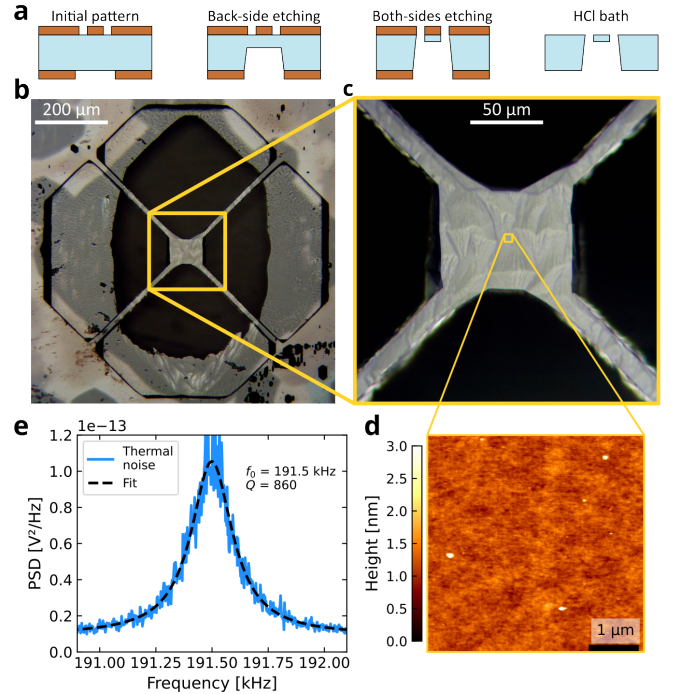 a
Initial pattern
Back-side etching
Both-sides etching
HCl bath
b
200 μm
c
50 μm
e
1e−13
1.2
1.0
0.8
0.6
0.4
0.2
0.0
PSD [V²/Hz]
Thermal
noise
Fit
f₀ = 191.5 kHz
Q = 860
191.00
191.25
191.50
191.75
192.00
Frequency [kHz]
d
3.0
2.5
2.0
1.5
1.0
0.5
0.0
Height [nm]
1 μm